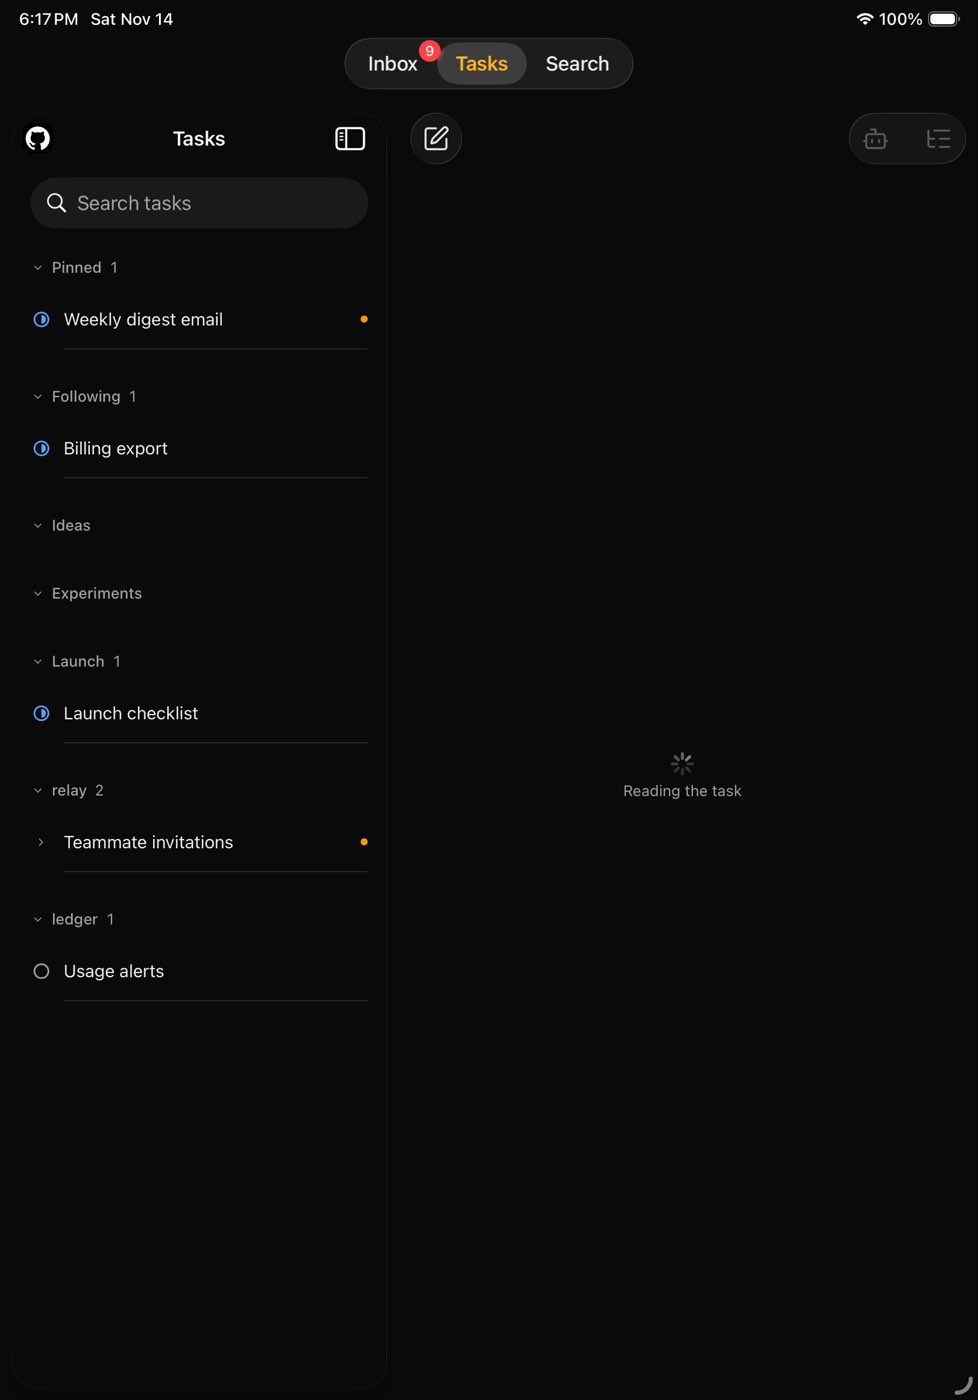 6:17 PM Sat Nov 14
100%
Inbox 9 Tasks Search
Tasks
Search tasks
Pinned 1
Weekly digest email
Following 1
Billing export
Ideas
Experiments
Launch 1
Launch checklist
Reading the task
relay 2
Teammate invitations
ledger 1
Usage alerts